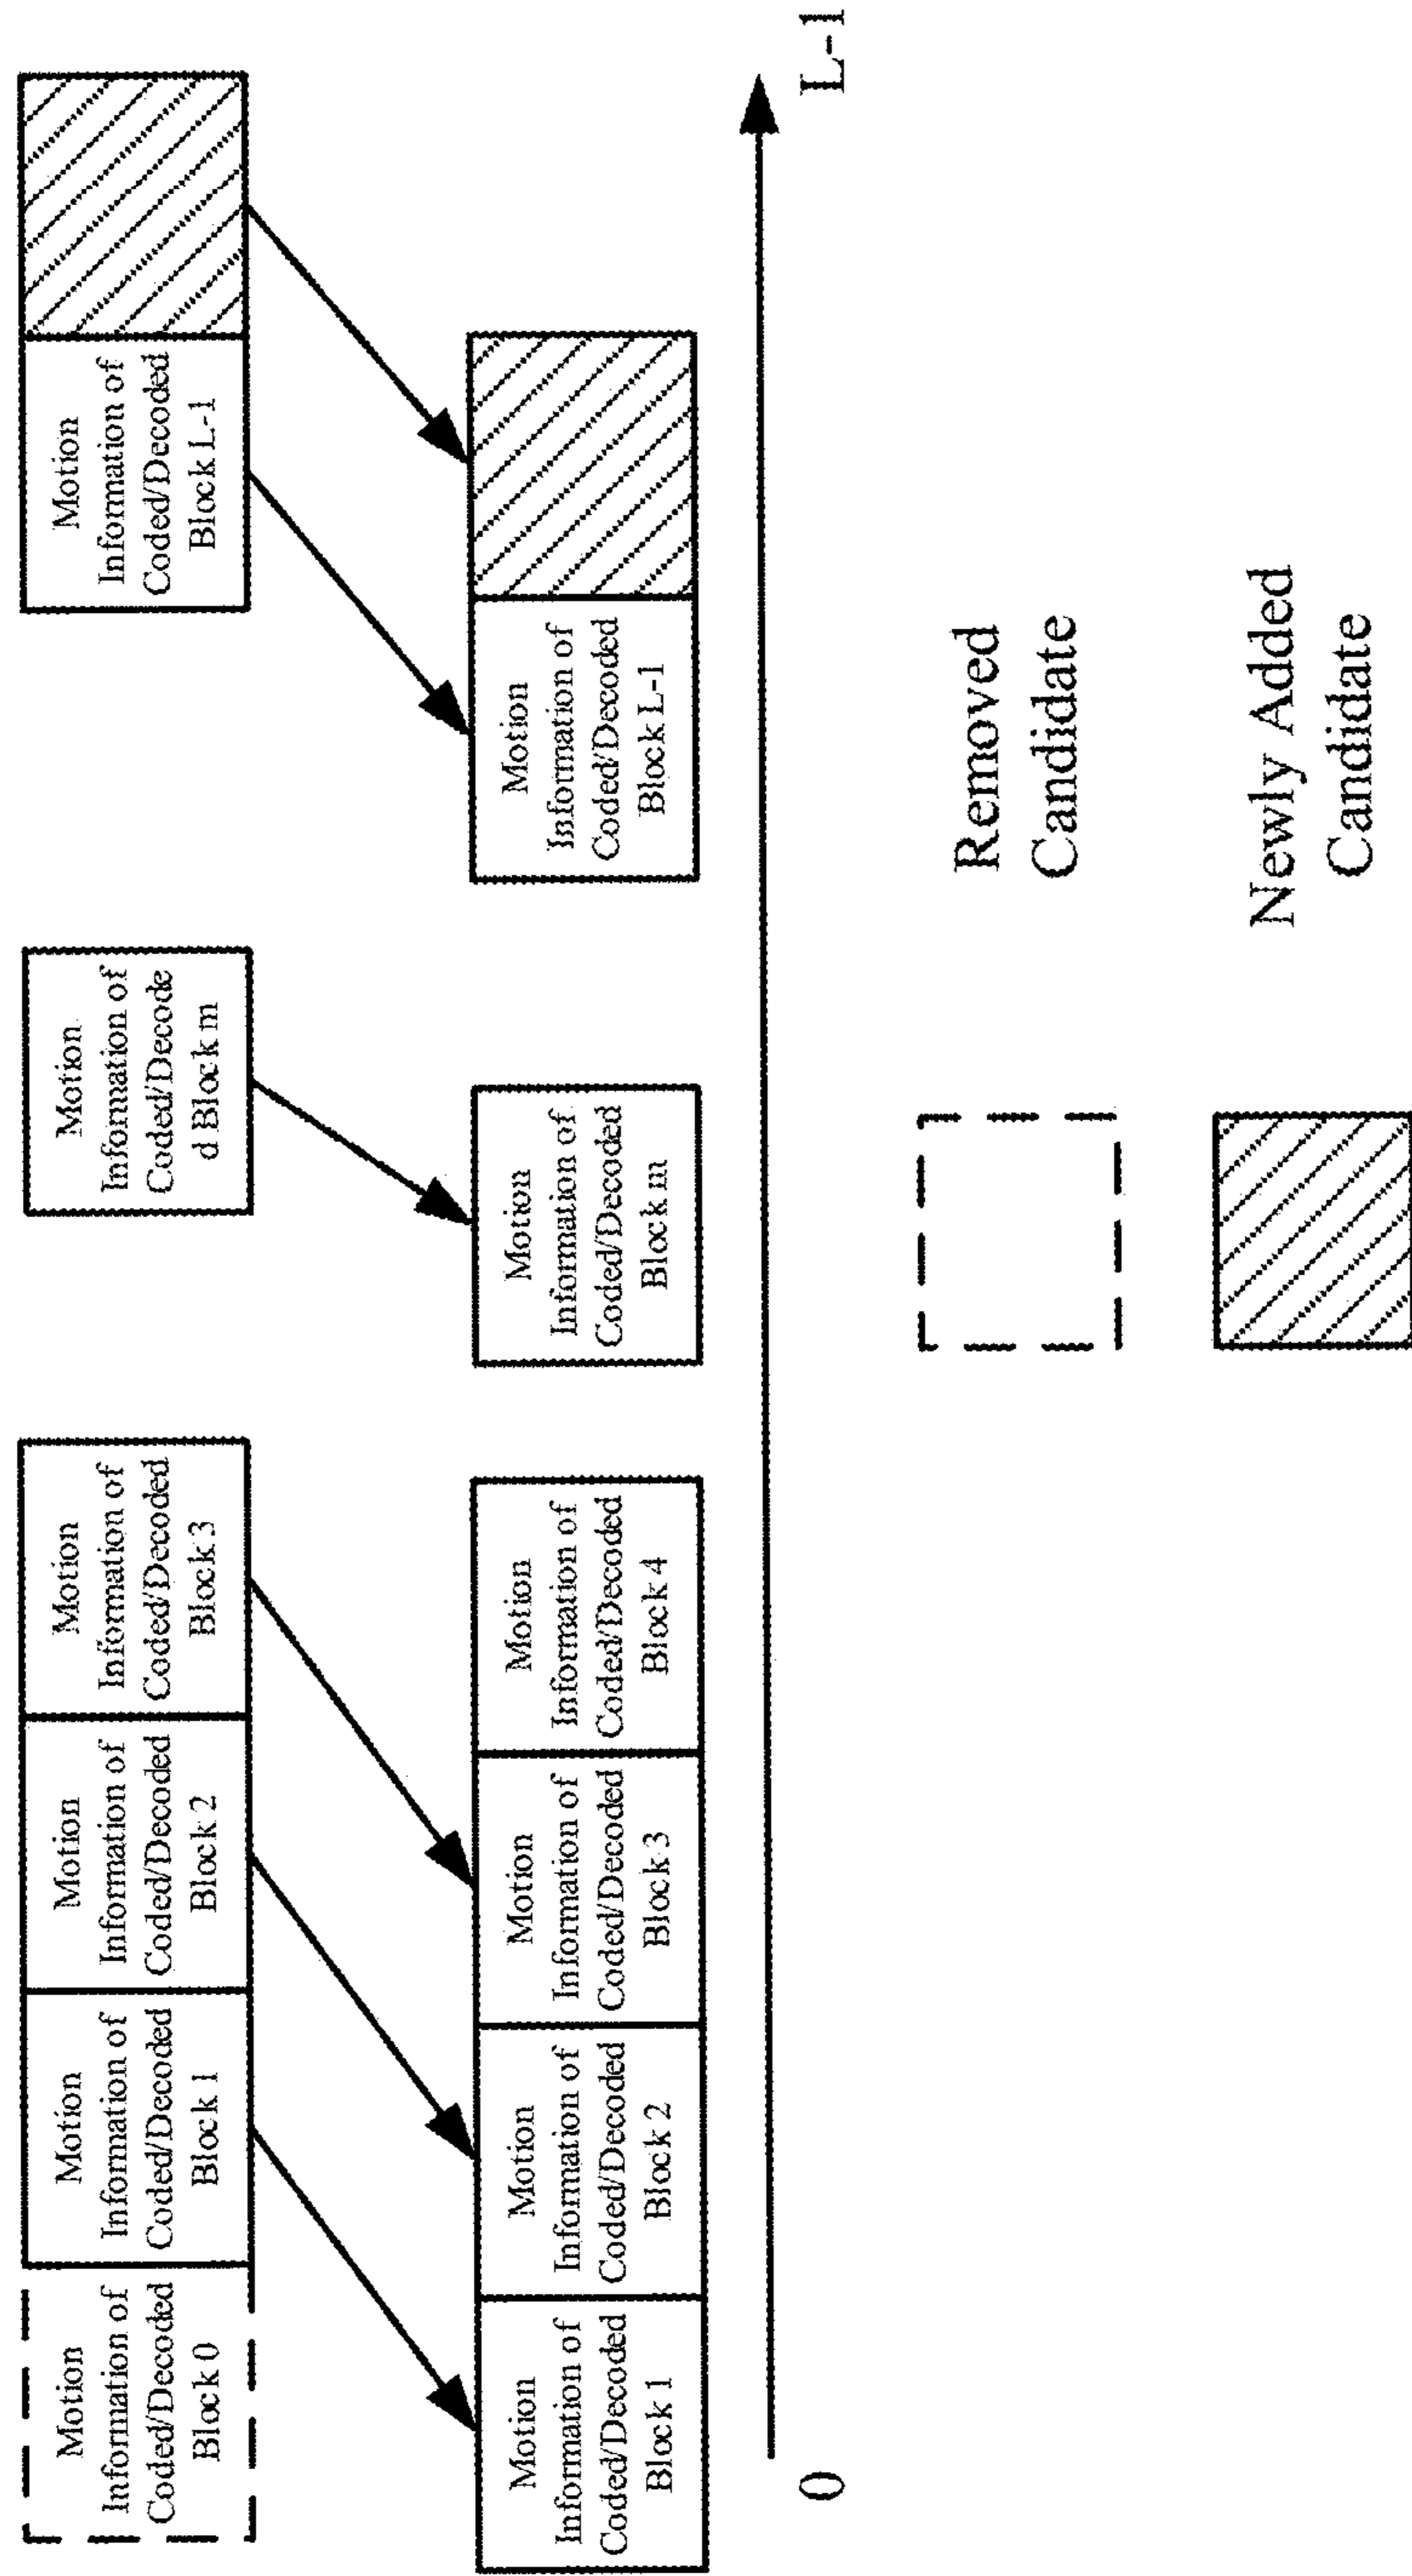 Motion
Information of
Coded/Decoded
Block 0
Motion
Information of
Coded/Decoded
Block 1
Motion
Information of
Coded/Decoded
Block 2
Motion
Information of
Coded/Decoded
Block 3
Motion
Information of
Coded/Decode
d Block m
Motion
Information of
Coded/Decoded
Block L-1
Motion
Information of
Coded/Decoded
Block 1
Motion
Information of
Coded/Decoded
Block 2
Motion
Information of
Coded/Decoded
Block 3
Motion
Information of
Coded/Decoded
Block 4
Motion
Information of
Coded/Decoded
Block m
Motion
Information of
Coded/Decoded
Block L-1
0
L-1
Removed
Candidate
Newly Added
Candidate